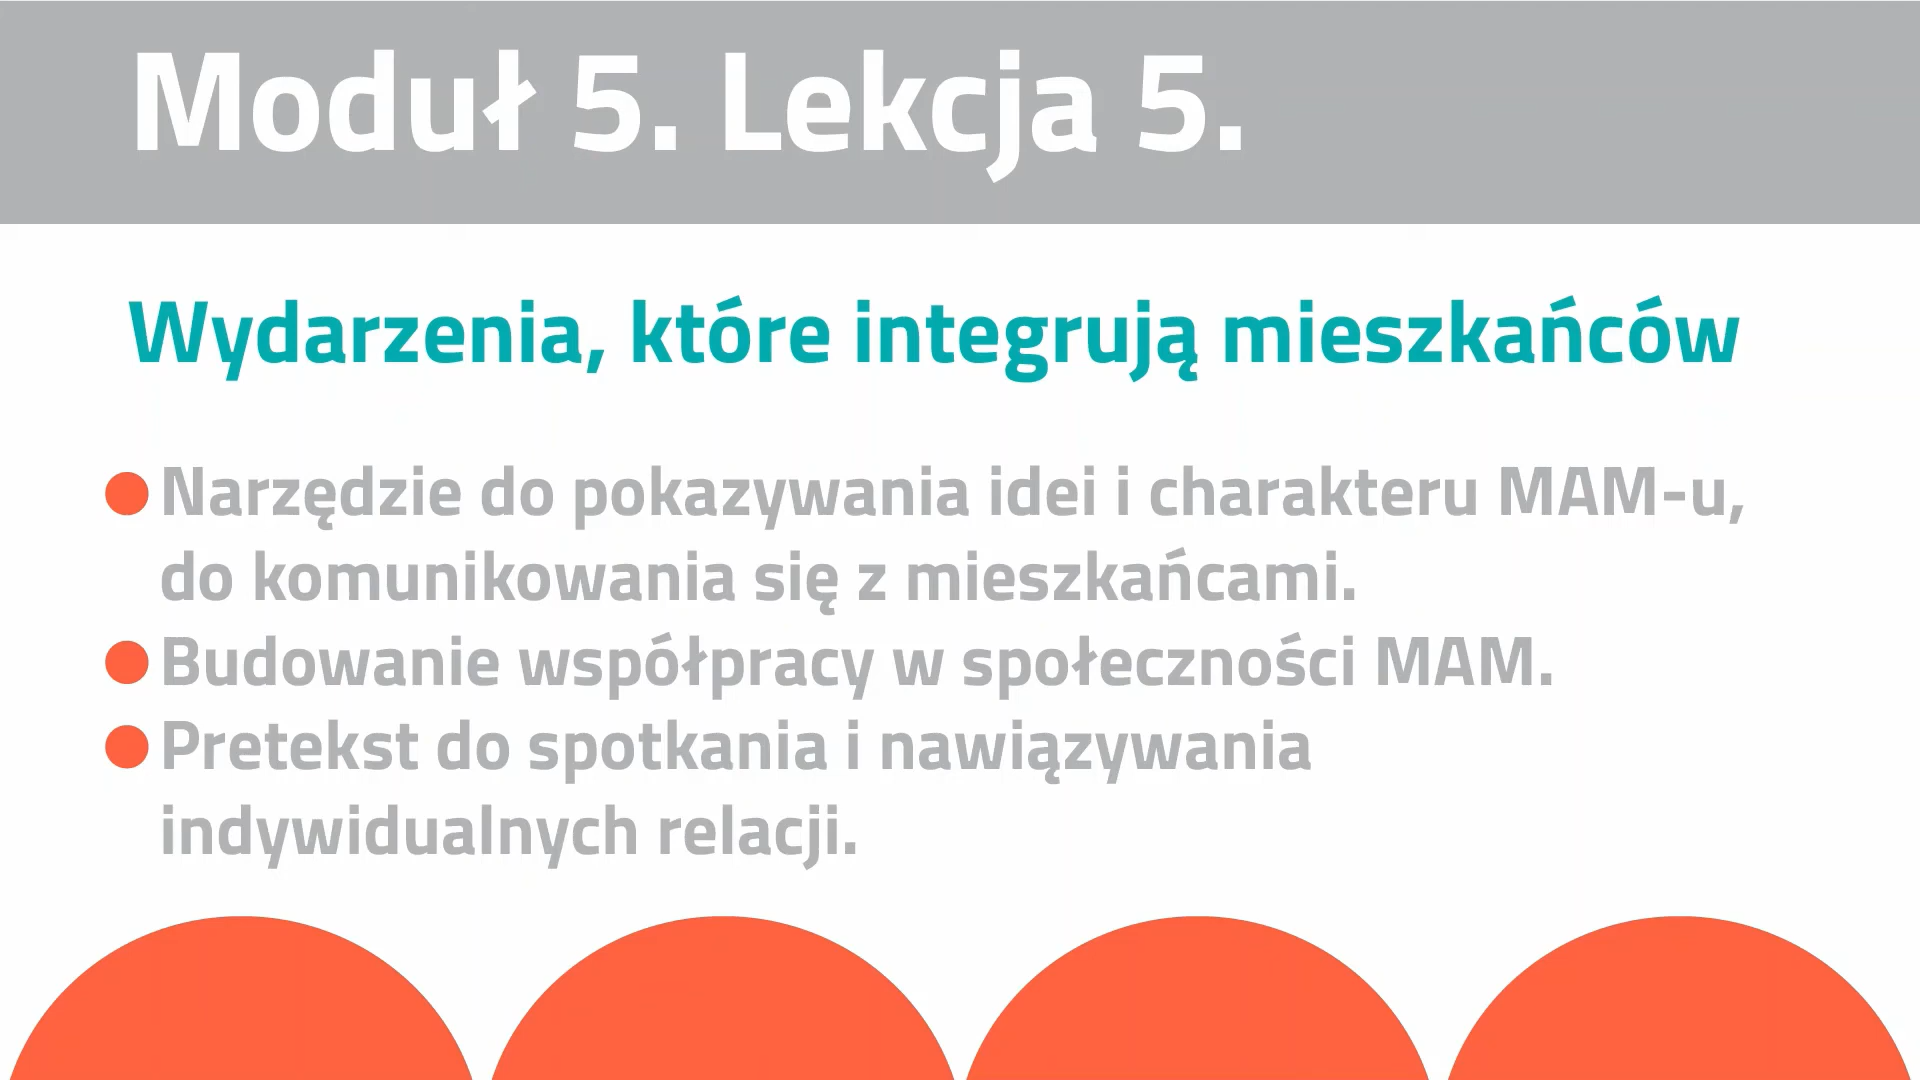 Moduł 5. Lekcja 5.
Wydarzenia, które integrują mieszkańców
Narzędzie do pokazywania idei i charakteru MAM-u,
do komunikowania się z mieszkańcami.
Budowanie współpracy w społeczności MAM.
Pretekst do spotkania i nawiązywania
indywidualnych relacji.